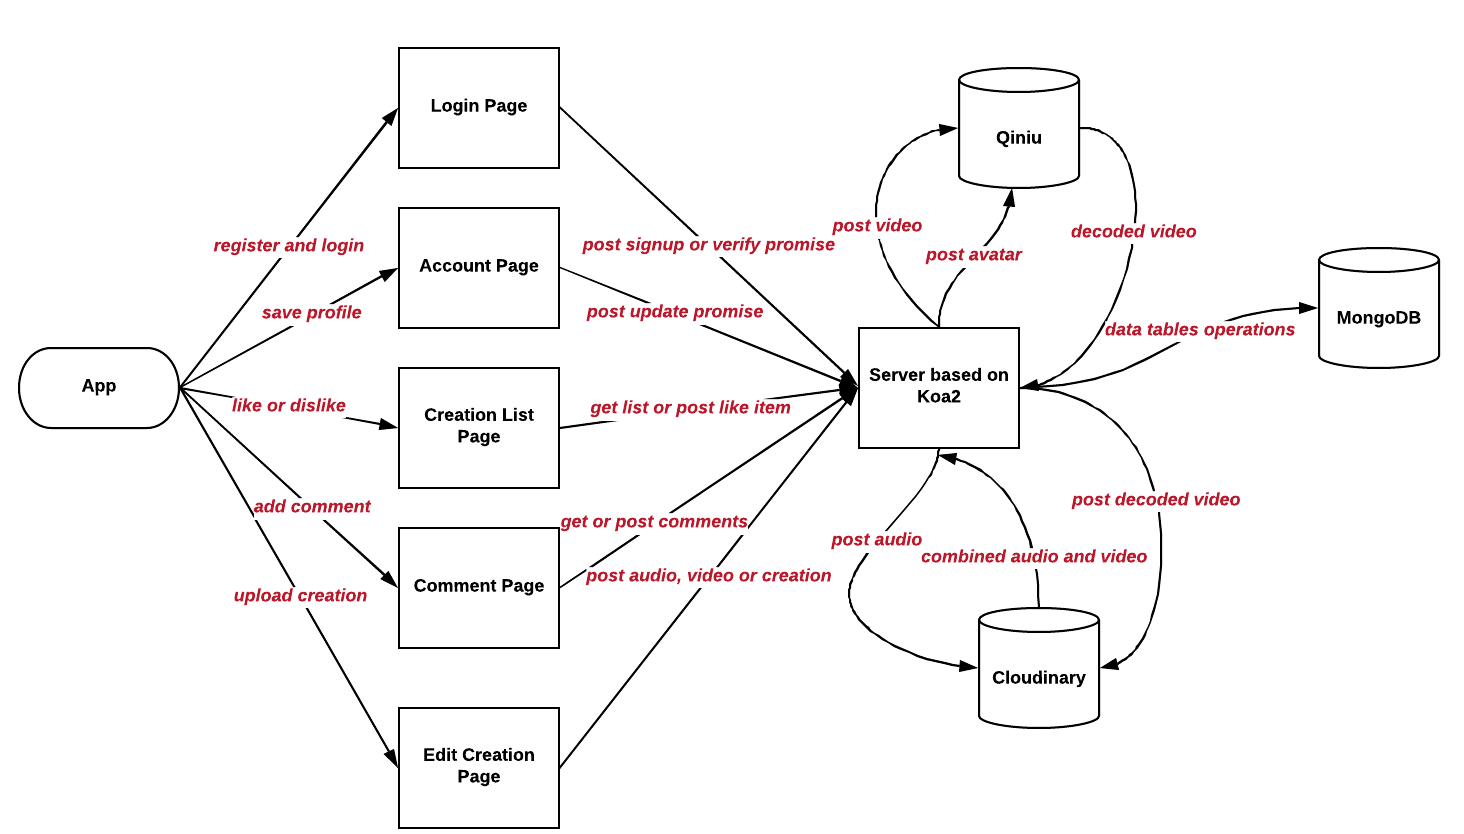 Login Page
Qiniu
register and login
post signup or verify promise
post video
post avatar
decoded video
Account Page
save profile
post update promise
data tables operations
MongoDB
App
Server based on
Koa2
like or dislike
Creation List
Page
get list or post like item
add comment
get or post comments
post audio
combined audio and video
post decoded video
Comment Page
post audio, video or creation
upload creation
Cloudinary
Edit Creation
Page